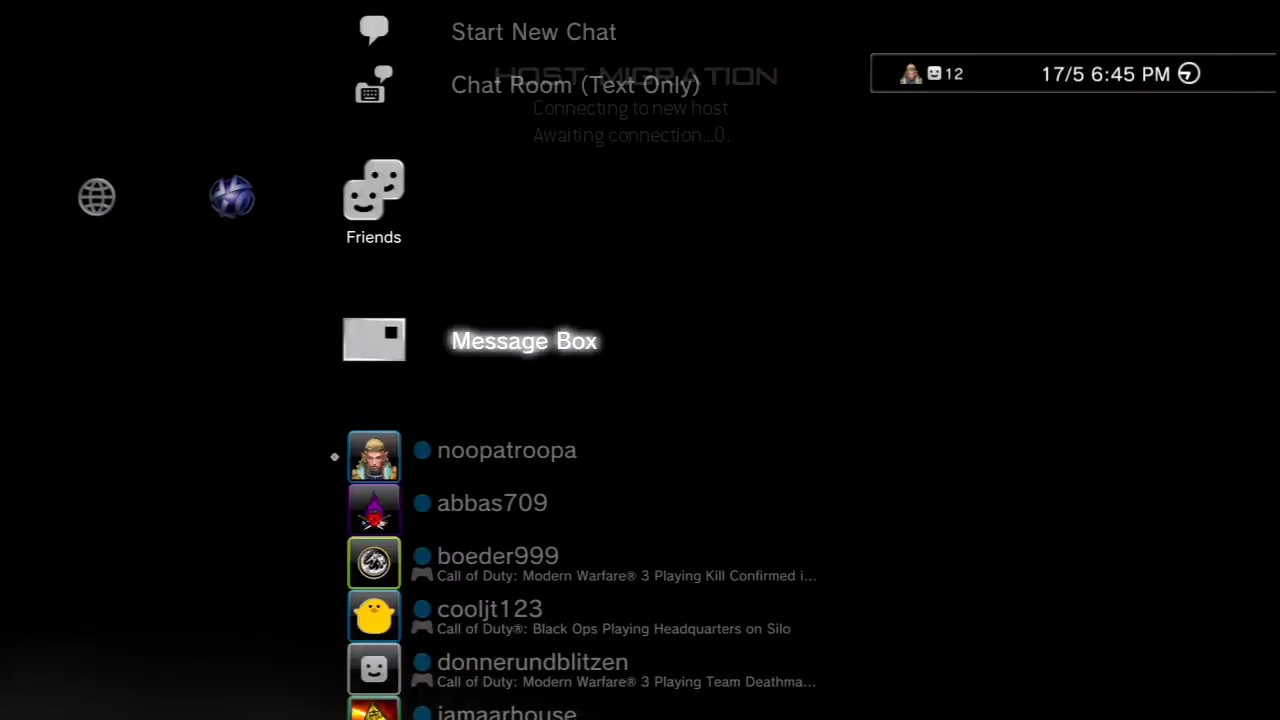 Start New Chat
HOST MIGRATION
Chat Room (Text Only)
12
17/5 6:45 PM
Connecting to new host
Awaiting connection...0.
Friends
Message Box
noopatroopa
abbas709
boeder999
Call of Duty: Modern Warfare® 3 Playing Kill Confirmed i...
cooljt123
Call of Duty®: Black Ops Playing Headquarters on Silo
donnerundblitzen
Call of Duty: Modern Warfare® 3 Playing Team Deathma...
jamaarhouse